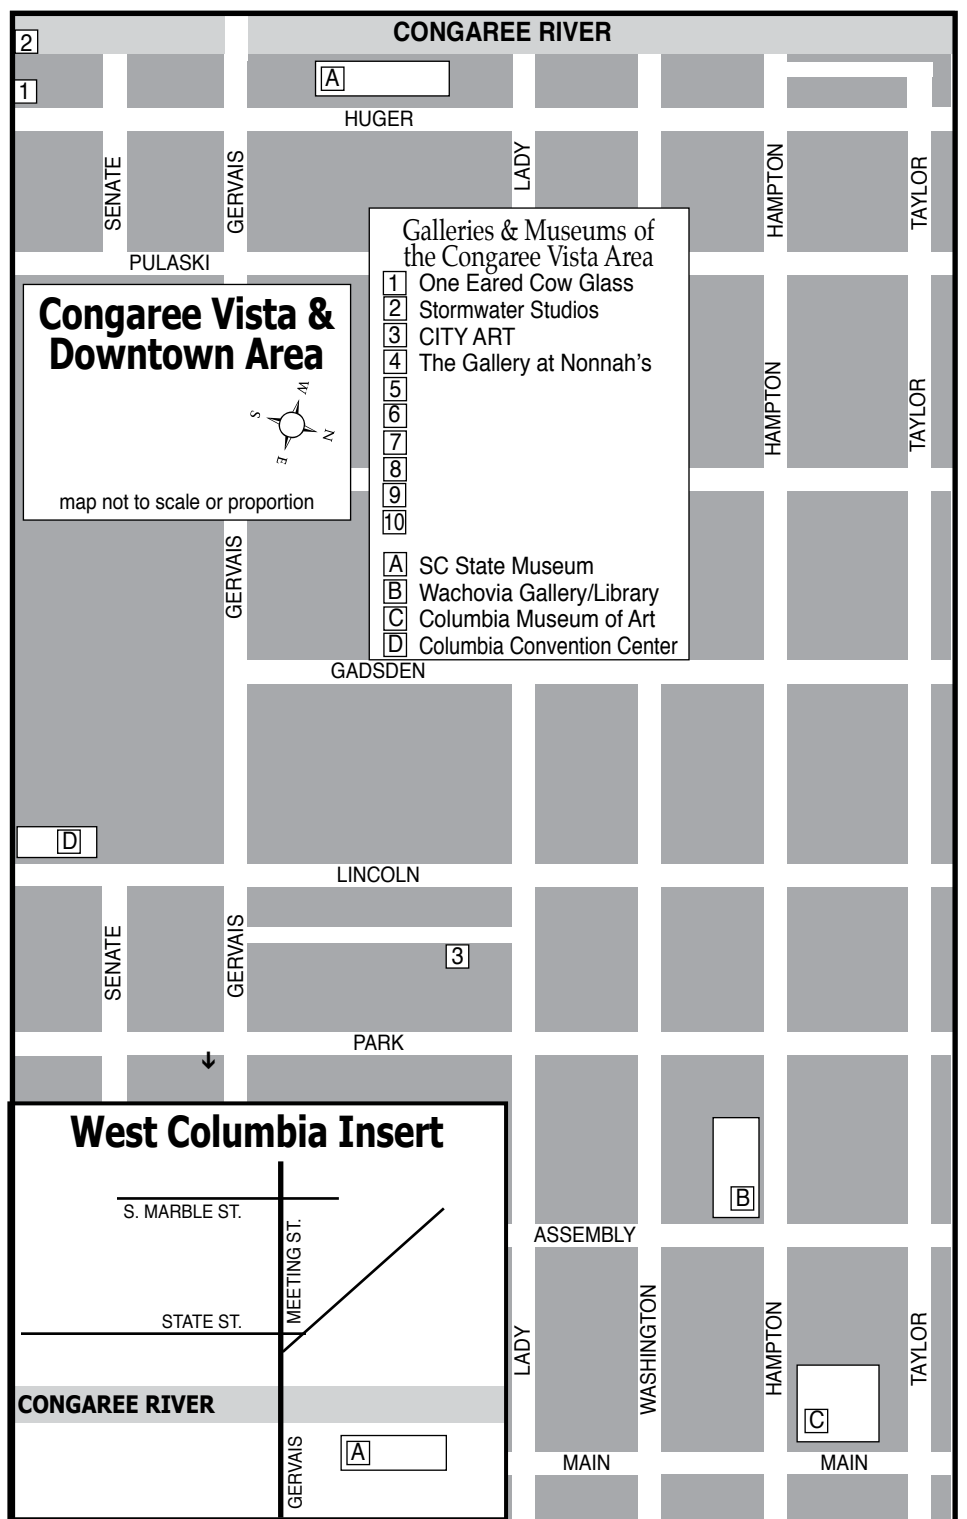 CONGAREE RIVER
2
A
1
HUGER
SENATE
GERVAIS
LADY
HAMPTON
TAYLOR
PULASKI
Galleries & Museums of
the Congaree Vista Area
1 One Eared Cow Glass
2 Stormwater Studios
3 CITY ART
4 The Gallery at Nonnah's
5
6
7
8
9
10
A SC State Museum
B Wachovia Gallery/Library
C Columbia Museum of Art
D Columbia Convention Center
Congaree Vista &
Downtown Area
W
S
N
E
map not to scale or proportion
HAMPTON
TAYLOR
GERVAIS
GADSDEN
D
LINCOLN
SENATE
GERVAIS
3
PARK
West Columbia Insert
S. MARBLE ST.
MEETING ST.
STATE ST.
CONGAREE RIVER
GERVAIS
A
B
ASSEMBLY
LADY
WASHINGTON
HAMPTON
TAYLOR
C
MAIN
MAIN